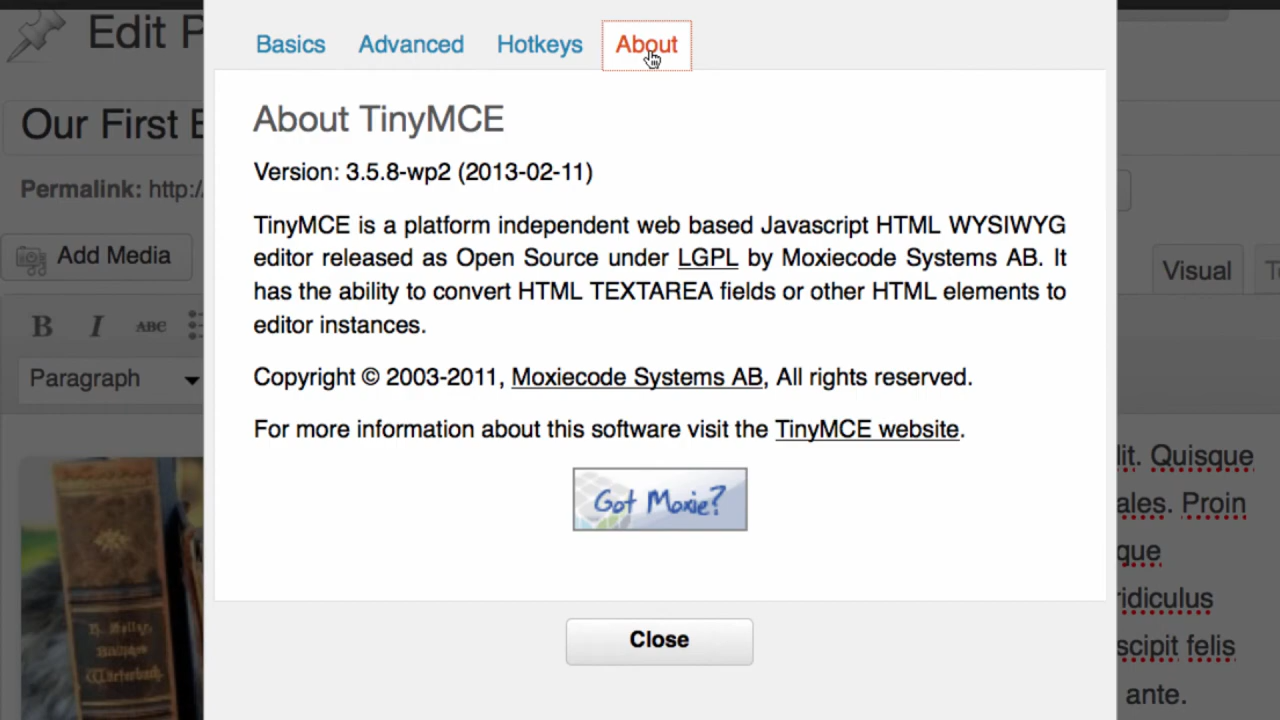 Edit P
Basics Advanced Hotkeys About
Our First
Permalink: http:/
Add Media
Visual
B I ABC
Paragraph
About TinyMCE
Version: 3.5.8-wp2 (2013-02-11)
TinyMCE is a platform independent web based Javascript HTML WYSIWYG
editor released as Open Source under LGPL by Moxiecode Systems AB. It
has the ability to convert HTML TEXTAREA fields or other HTML elements to
editor instances.
Copyright © 2003-2011, Moxiecode Systems AB, All rights reserved.
For more information about this software visit the TinyMCE website.
Got Moxie?
Close
lit. Quisque
ales. Proin
que
ridiculus
scipit felis
ante.